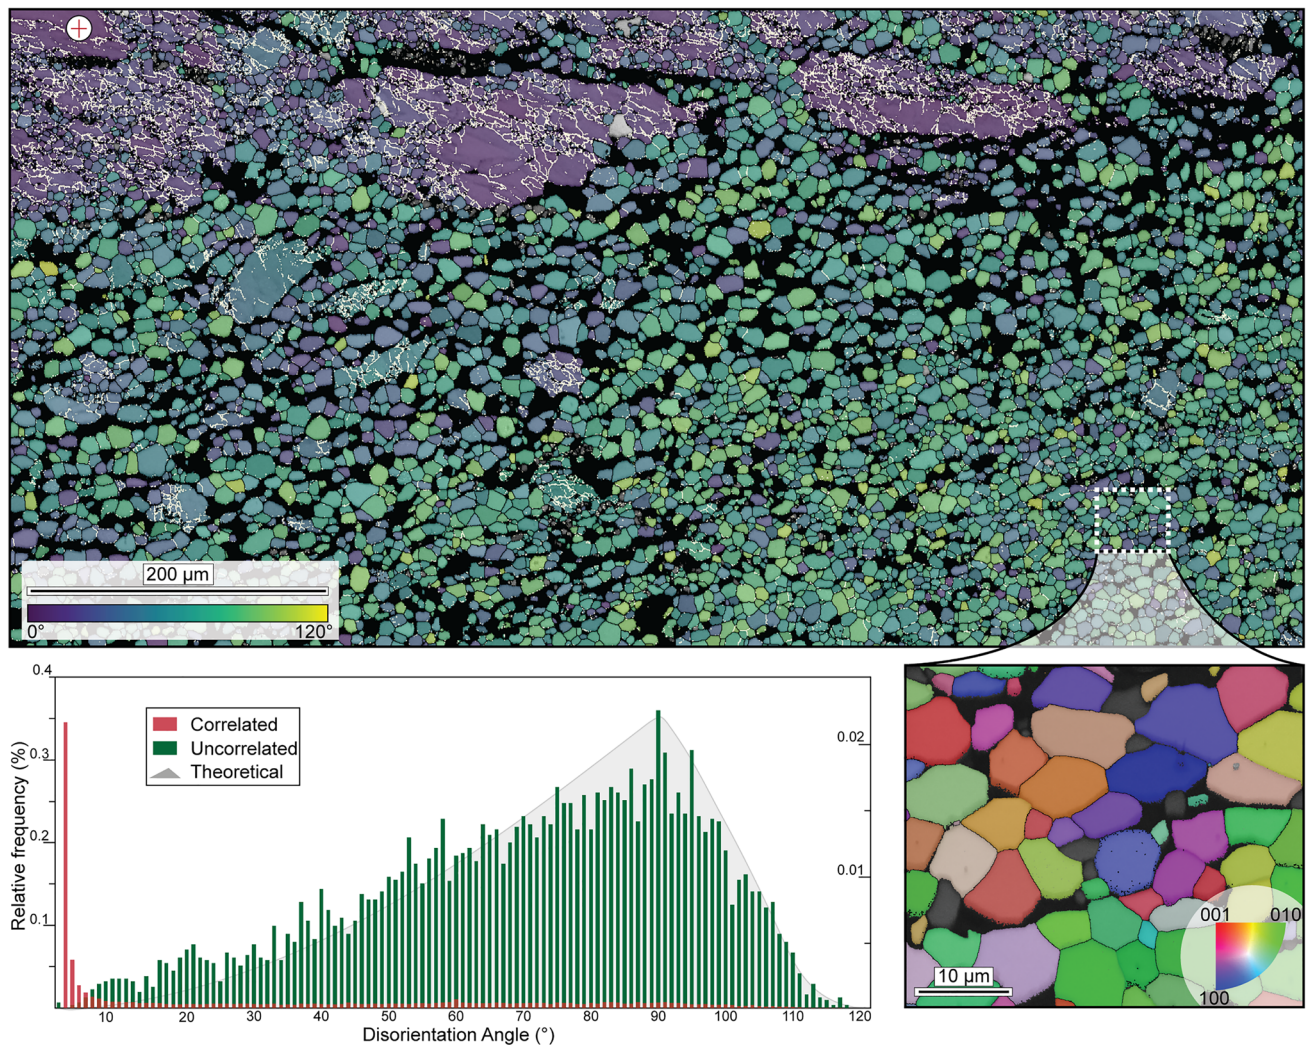 200 µm
0° 120°
0.4
0.3
0.2
0.1
Relative frequency (%)
Correlated
Uncorrelated
Theoretical
0.02
0.01
10 20 30 40 50 60 70 80 90 100 110 120
Disorientation Angle (°)
001 010
100
10 µm